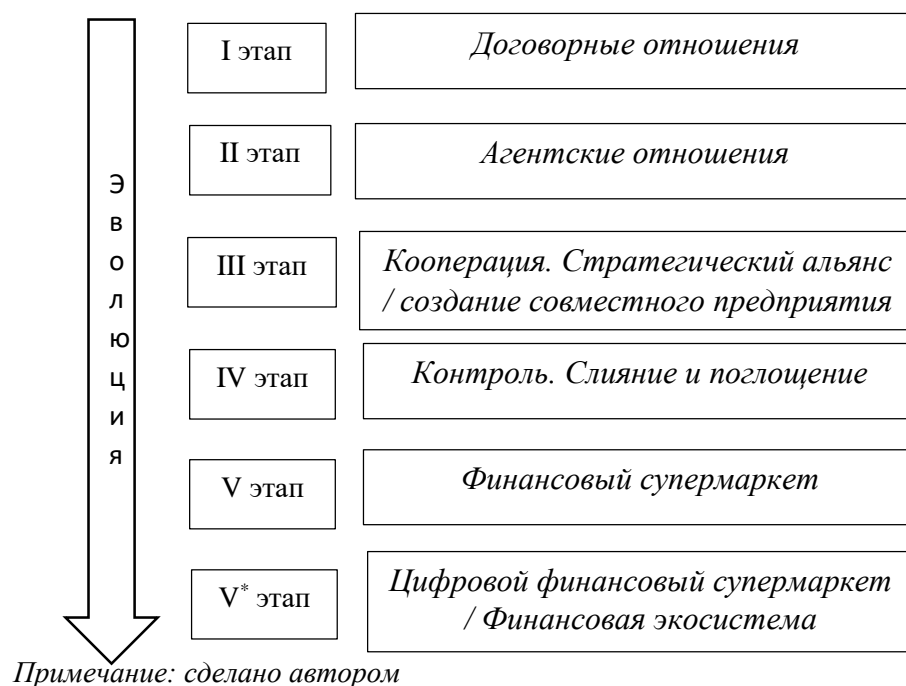 Эволюция
I этап
Договорные отношения
II этап
Агентские отношения
III этап
Кооперация. Стратегический альянс
/ создание совместного предприятия
IV этап
Контроль. Слияние и поглощение
V этап
Финансовый супермаркет
V* этап
Цифровой финансовый супермаркет
/ Финансовая экосистема
Примечание: сделано автором